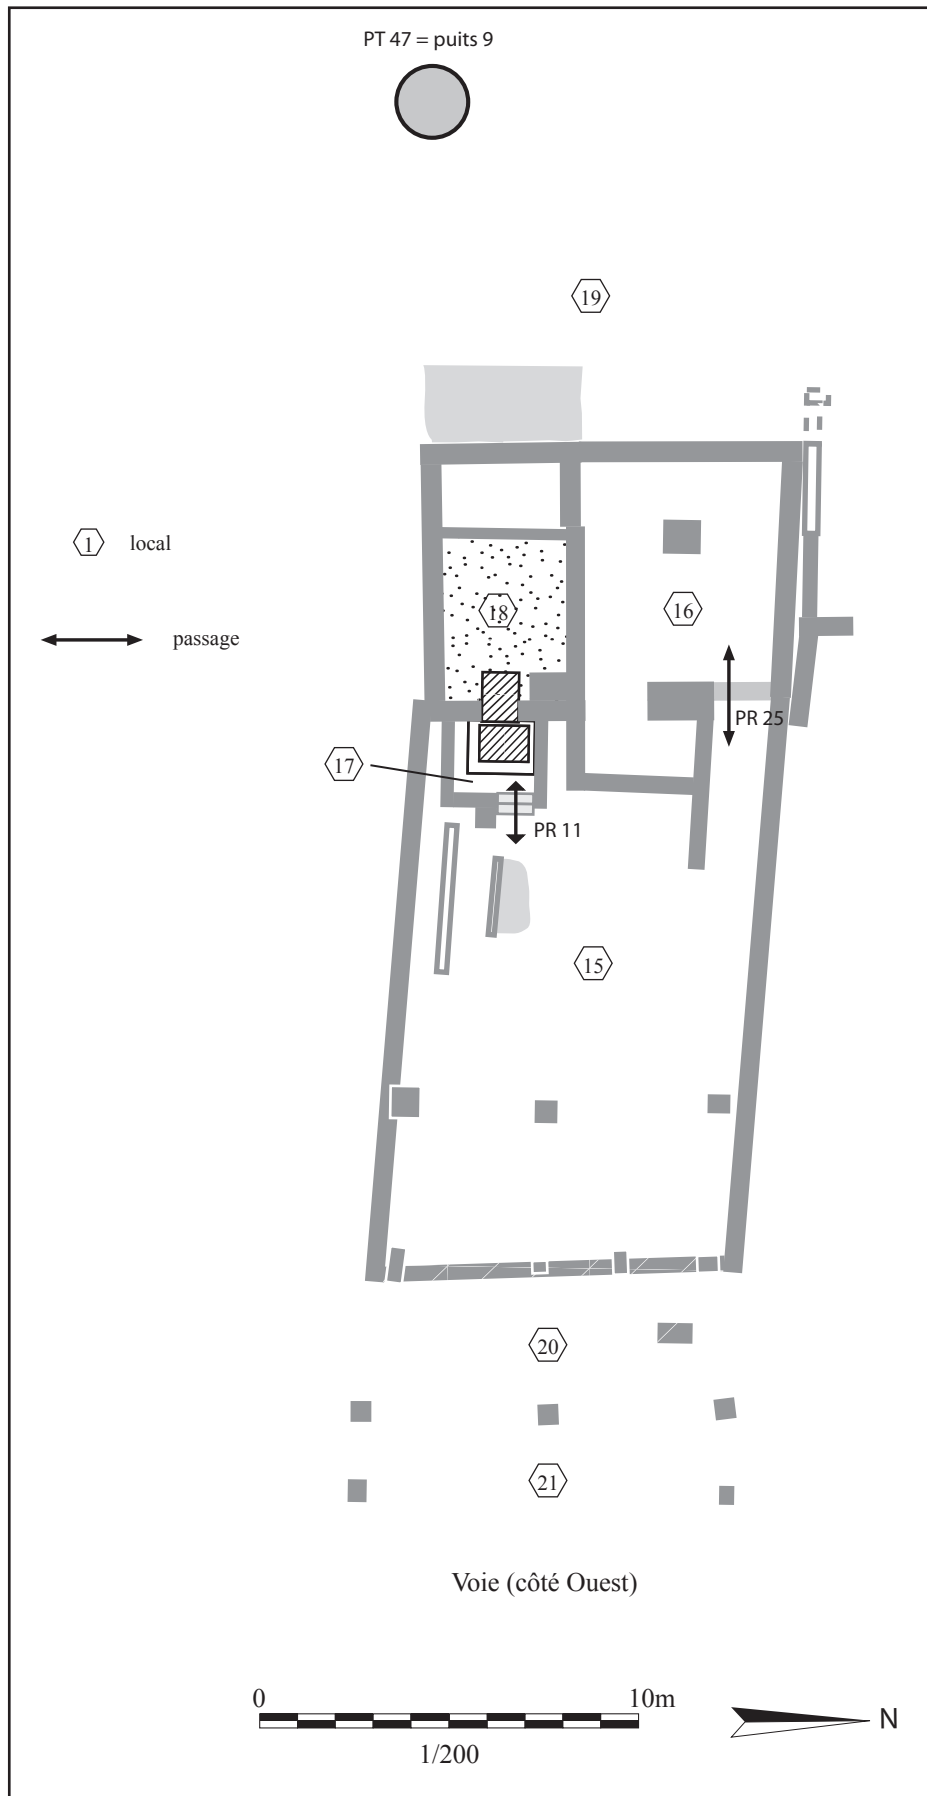 PT 47 = puits 9
19
1 local
18
16
passage
PR 25
17
PR 11
15
20
21
Voie (côté Ouest)
0 10m
N
1/200